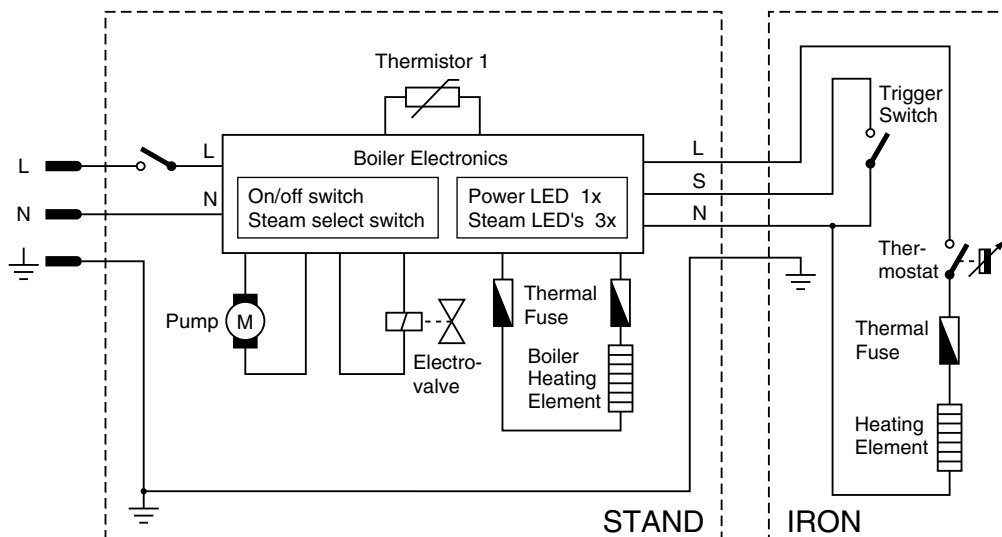 Thermistor 1
Trigger
Switch
L
L
Boiler Electronics
L
S
N
N
N
On/off switch
Steam select switch
Power LED 1x
Steam LED's 3x
Ther-
mostat
Pump
M
Electro-
valve
Thermal
Fuse
Boiler
Heating
Element
Thermal
Fuse
Heating
Element
STAND
IRON